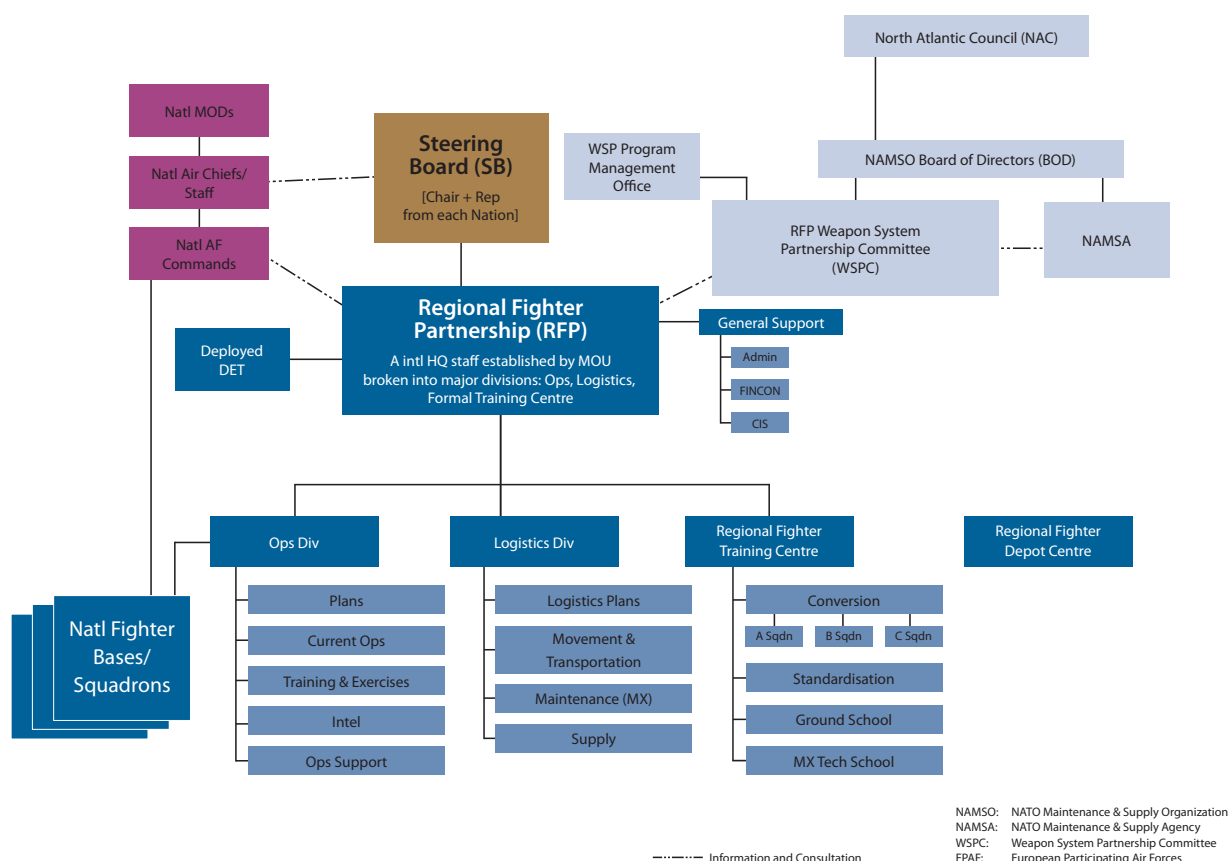 North Atlantic Council (NAC)
Natl MODs
Steering
Board (SB)
[Chair + Rep
from each Nation]
WSP Program
Management
Office
NAMSO Board of Directors (BOD)
Natl Air Chiefs/
Staff
Natl AF
Commands
RFP Weapon System
Partnership Committee
(WSPC)
NAMSA
Regional Fighter
Partnership (RFP)
A intl HQ staff established by MOU
broken into major divisions: Ops, Logistics,
Formal Training Centre
General Support
Admin
FINCON
CIS
Deployed
DET
Ops Div
Logistics Div
Regional Fighter
Training Centre
Regional Fighter
Depot Centre
Natl Fighter
Bases/
Squadrons
Plans
Current Ops
Training & Exercises
Intel
Ops Support
Logistics Plans
Movement &
Transportation
Maintenance (MX)
Supply
Conversion
A Sqdn
B Sqdn
C Sqdn
Standardisation
Ground School
MX Tech School
NAMSO: NATO Maintenance & Supply Organization
NAMSA: NATO Maintenance & Supply Agency
WSPC: Weapon System Partnership Committee
EPAF: European Participating Air Forces
Information and Consultation